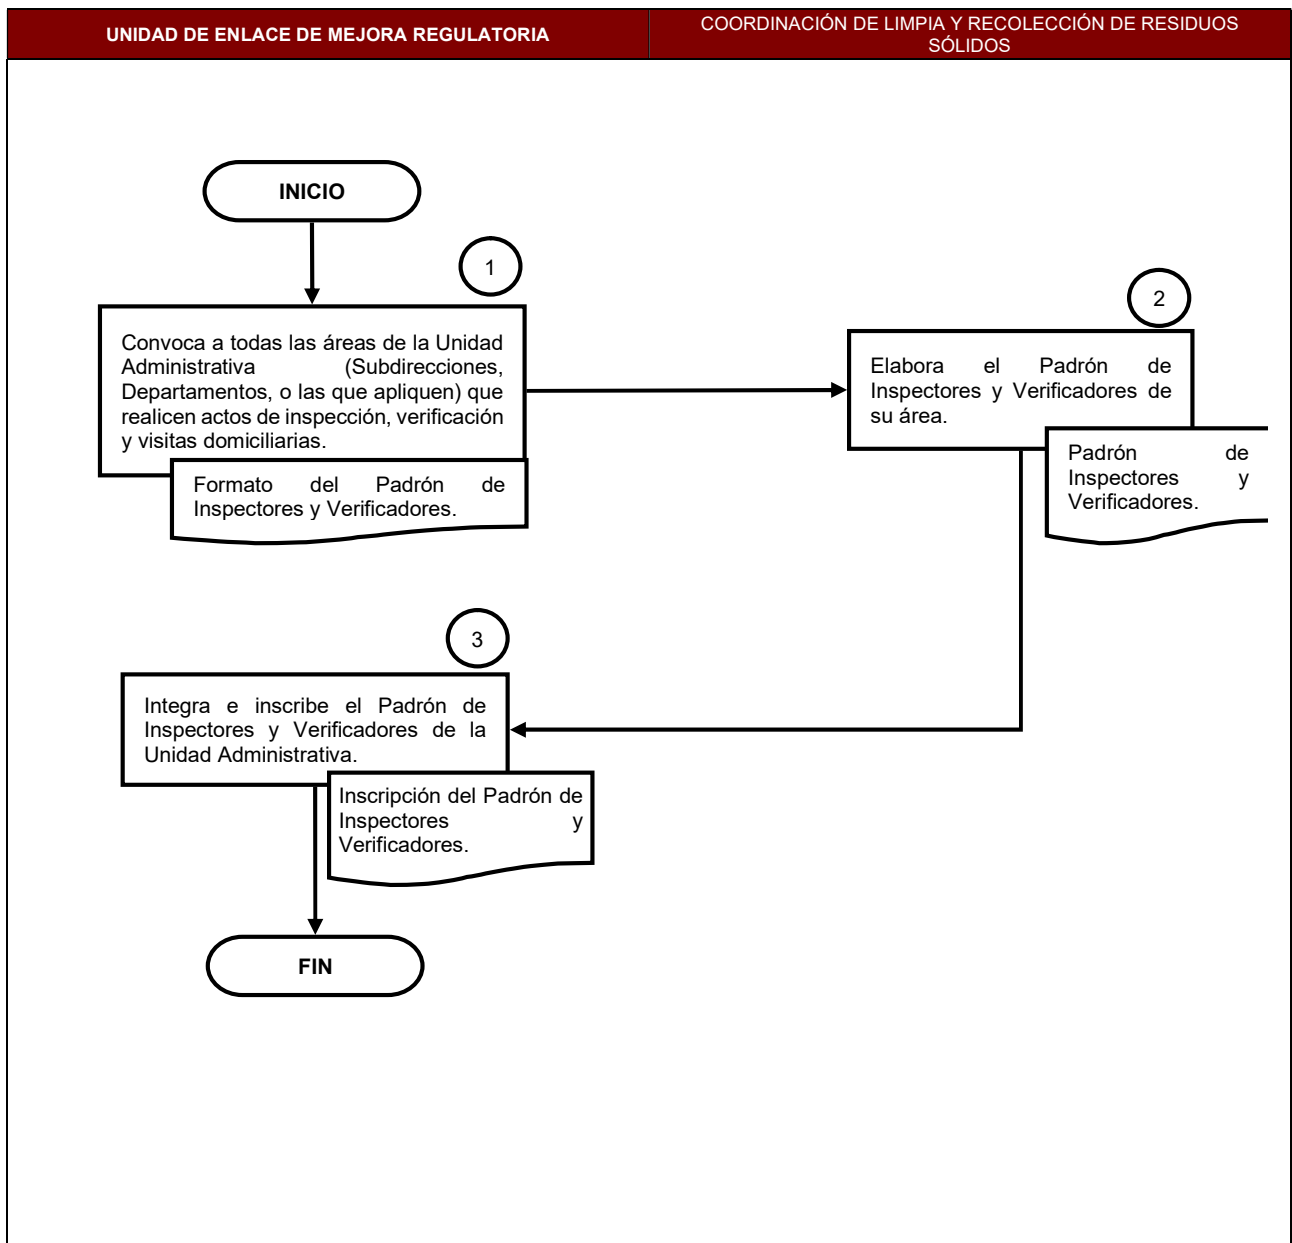 UNIDAD DE ENLACE DE MEJORA REGULATORIA
COORDINACIÓN DE LIMPIA Y RECOLECCIÓN DE RESIDUOS
SÓLIDOS
INICIO
1
Convoca a todas las áreas de la Unidad
Administrativa (Subdirecciones,
Departamentos, o las que apliquen) que
realicen actos de inspección, verificación
y visitas domiciliarias.
Formato del Padrón de
Inspectores y Verificadores.
2
Elabora el Padrón de
Inspectores y Verificadores de
su área.
Padrón de
Inspectores y
Verificadores.
3
Integra e inscribe el Padrón de
Inspectores y Verificadores de la
Unidad Administrativa.
Inscripción del Padrón de
Inspectores y
Verificadores.
FIN